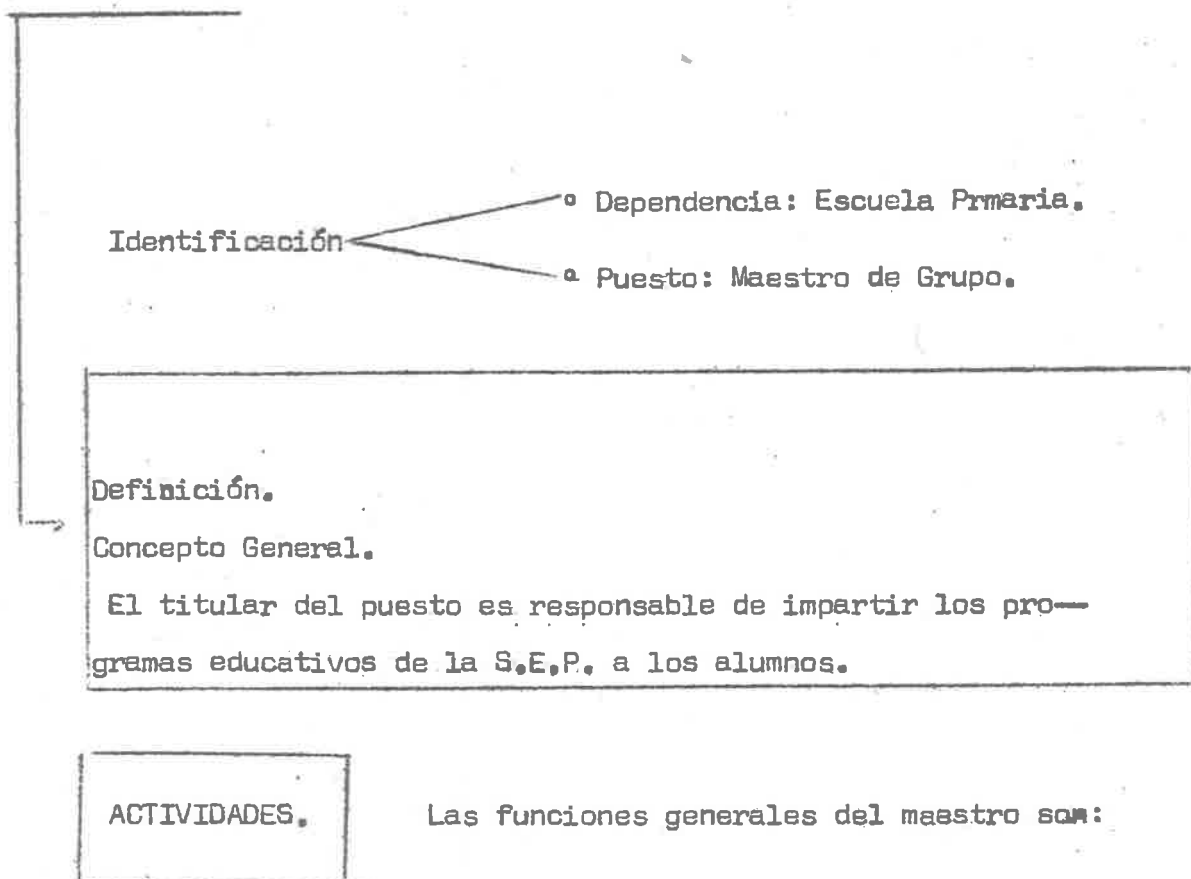 Dependencia: Escuela Prmaria.
Identificación
Puesto: Maestro de Grupo.
Definición.
Concepto General.
El titular del puesto es responsable de impartir los pro—
gramas educativos de la S.E.P. a los alumnos.
ACTIVIDADES. Las funciones generales del maestro son: